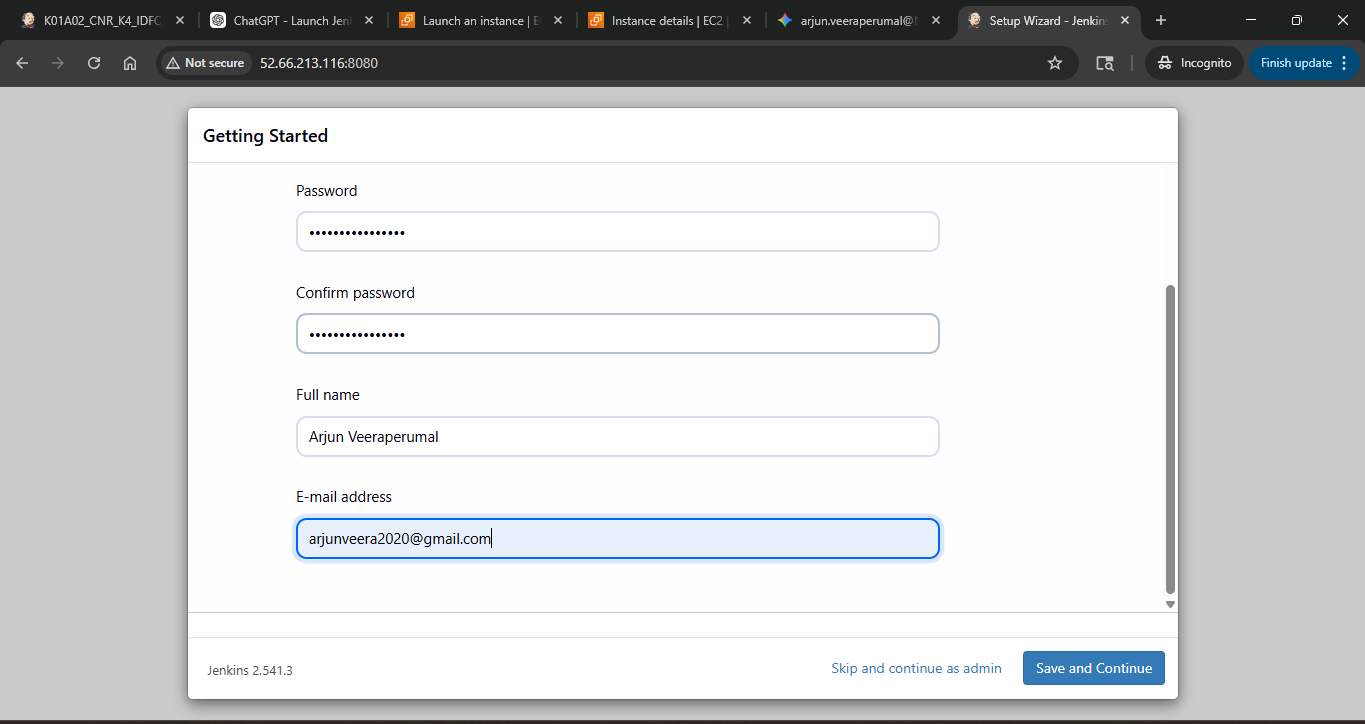 K01A02_CNR_K4_IDFC
ChatGPT - Launch Jen
Launch an instance | E
Instance details | EC2 |
arjun.veeraperumal@
Setup Wizard - Jenkins
Not secure
52.66.213.116:8080
Incognito
Finish update
Getting Started
Password
••••••••••••••••
Confirm password
••••••••••••••••
Full name
Arjun Veeraperumal
E-mail address
arjunveera2020@gmail.com
Jenkins 2.541.3
Skip and continue as admin
Save and Continue